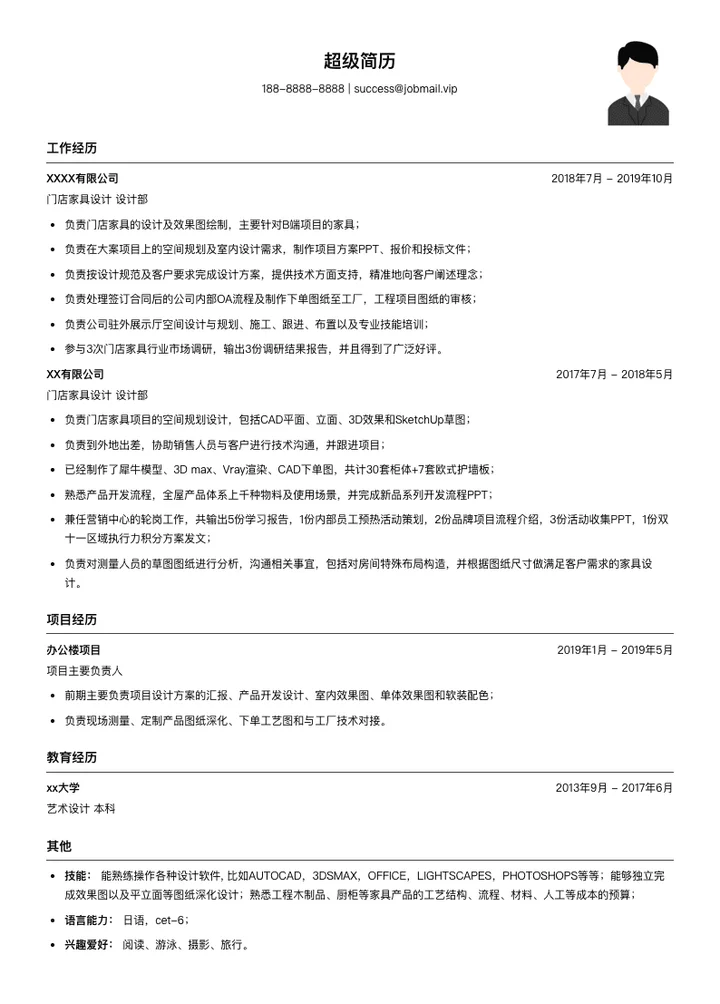 超级简历
188-8888-8888 | success@jobmail.vip
工作经历
XXXX有限公司 2018年7月 – 2019年10月
门店家具设计 设计部
• 负责门店家具的设计及效果图绘制，主要针对B端项目的家具；
• 负责在大案项目上的空间规划及室内设计需求，制作项目方案PPT、报价和投标文件；
• 负责按设计规范及客户要求完成设计方案，提供技术方面支持，精准地向客户阐述理念；
• 负责处理签订合同后的公司内部OA流程及制作下单图纸至工厂，工程项目图纸的审核；
• 负责公司驻外展示厅空间设计与规划、施工、跟进、布置以及专业技能培训；
• 参与3次门店家具行业市场调研，输出3份调研结果报告，并且得到了广泛好评。
XX有限公司 2017年7月 – 2018年5月
门店家具设计 设计部
• 负责门店家具项目的空间规划设计，包括CAD平面、立面、3D效果和SketchUp草图；
• 负责到外地出差，协助销售人员与客户进行技术沟通，并跟进项目；
• 已经制作了犀牛模型、3D max、Vray渲染、CAD下单图，共计30套柜体+7套欧式护墙板；
• 熟悉产品开发流程，全屋产品体系上千种物料及使用场景，并完成新品系列开发流程PPT；
• 兼任营销中心的轮岗工作，共输出5份学习报告，1份内部员工预热活动策划，2份品牌项目流程介绍，3份活动收集PPT，1份双
十一区域执行力积分方案发文；
• 负责对测量人员的草图图纸进行分析，沟通相关事宜，包括对房间特殊布局构造，并根据图纸尺寸做满足客户需求的家具设
计。
项目经历
办公楼项目 2019年1月 – 2019年5月
项目主要负责人
• 前期主要负责项目设计方案的汇报、产品开发设计、室内效果图、单体效果图和软装配色；
• 负责现场测量、定制产品图纸深化、下单工艺图和与工厂技术对接。
教育经历
xx大学 2013年9月 – 2017年6月
艺术设计 本科
其他
• 技能： 能熟练操作各种设计软件, 比如AUTOCAD，3DSMAX，OFFICE，LIGHTSCAPES，PHOTOSHOPS等等；能够独立完
成效果图以及平立面等图纸深化设计；熟悉工程木制品、厨柜等家具产品的工艺结构、流程、材料、人工等成本的预算；
• 语言能力： 日语，cet-6；
• 兴趣爱好： 阅读、游泳、摄影、旅行。